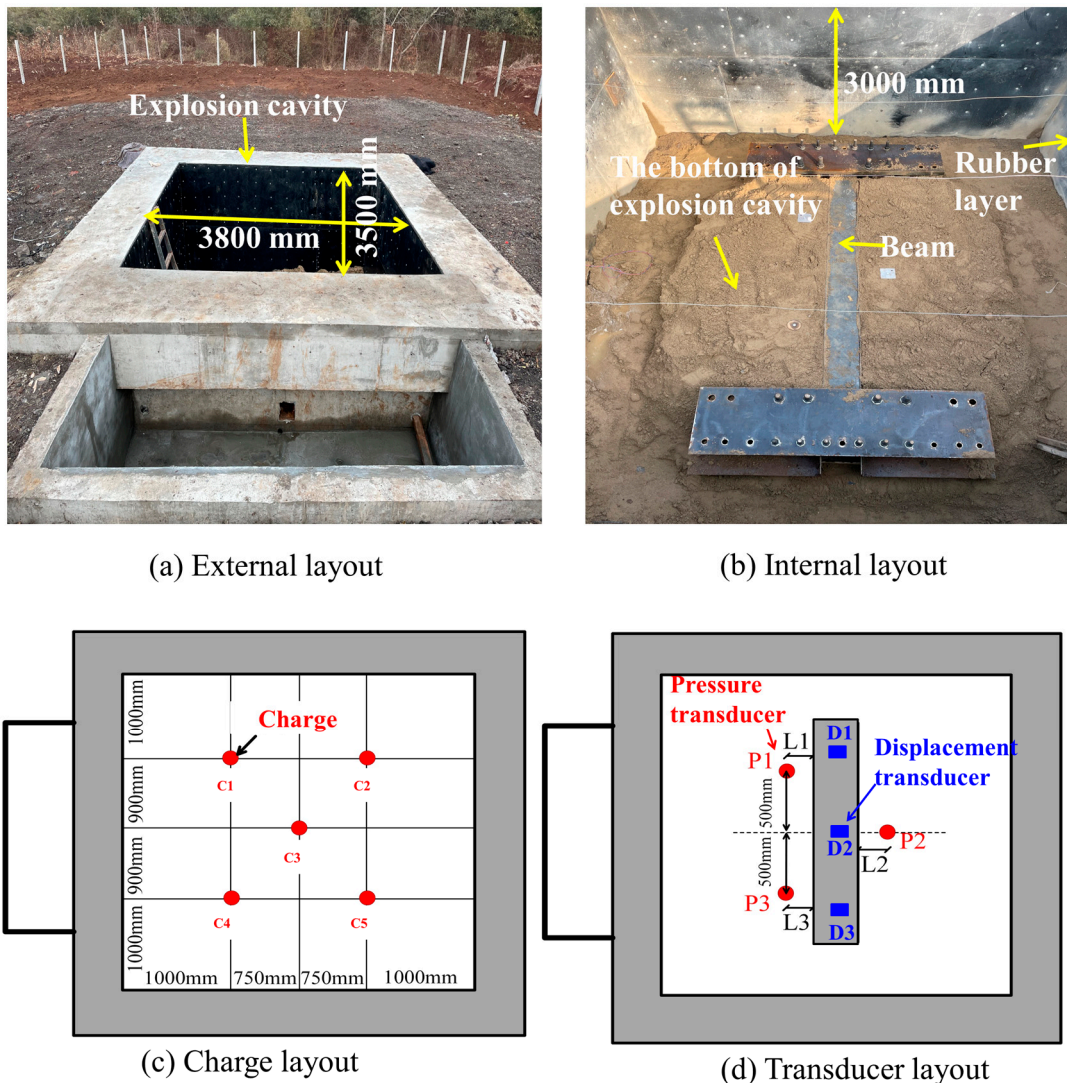 Explosion cavity
3800 mm
3500 mm
(a) External layout
3000 mm
The bottom of
explosion cavity
Rubber
layer
Beam
(b) Internal layout
1000mm
900mm
900mm
1000mm
Charge
C1
C2
C3
C4
C5
1000mm
750mm
750mm
1000mm
(c) Charge layout
Pressure
transducer
P1
L1
D1
Displacement
transducer
500mm
D2
P2
L2
500mm
P3
L3
D3
(d) Transducer layout